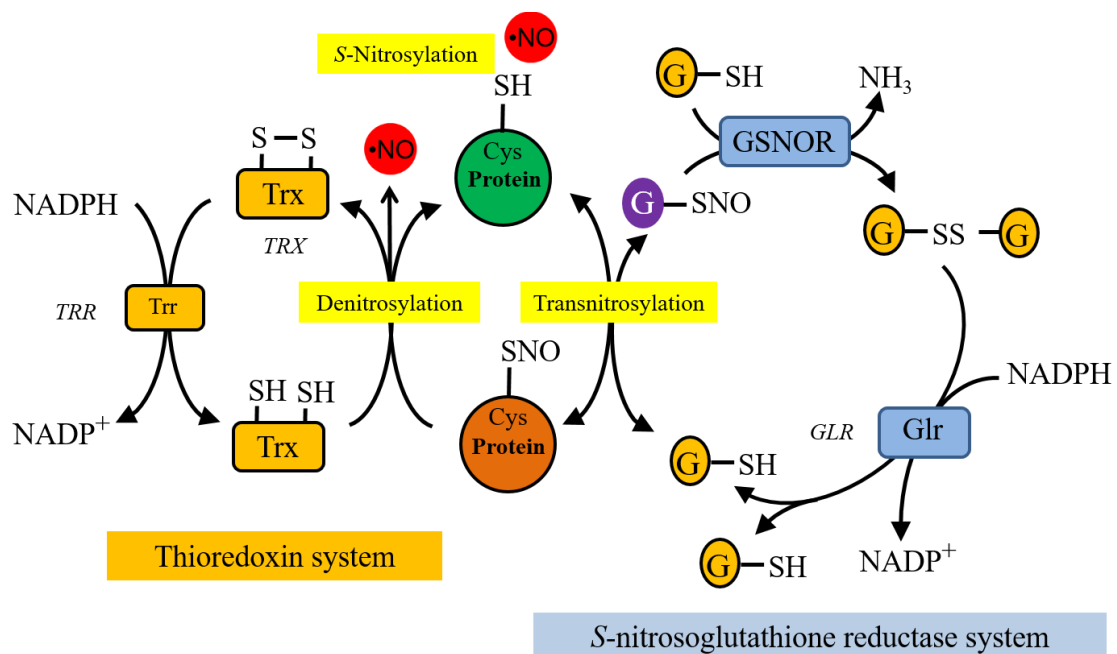 •NO
S-Nitrosylation
SH
G
SH
NH₃
GSNOR
S
S
•NO
Cys
Protein
Trx
NADPH
G
SNO
G
SS
G
TRX
TRR
Trr
Denitrosylation
Transnitrosylation
SNO
SH
SH
NADPH
Cys
Protein
GLR
Glr
NADP⁺
Trx
G
SH
Thioredoxin system
G
SH
NADP⁺
S-nitrosoglutathione reductase system